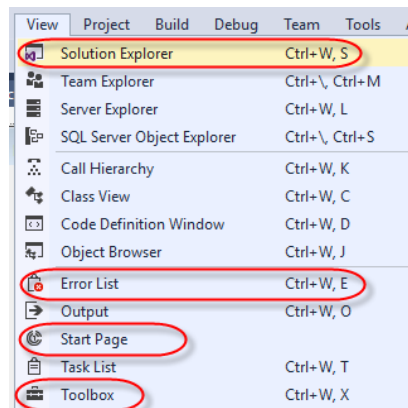 View Project Build Debug Team Tools
Solution Explorer Ctrl+W, S
Team Explorer Ctrl+\, Ctrl+M
Server Explorer Ctrl+W, L
SQL Server Object Explorer Ctrl+\, Ctrl+S
Call Hierarchy Ctrl+W, K
Class View Ctrl+W, C
Code Definition Window Ctrl+W, D
Object Browser Ctrl+W, J
Error List Ctrl+W, E
Output Ctrl+W, O
Start Page
Task List Ctrl+W, T
Toolbox Ctrl+W, X